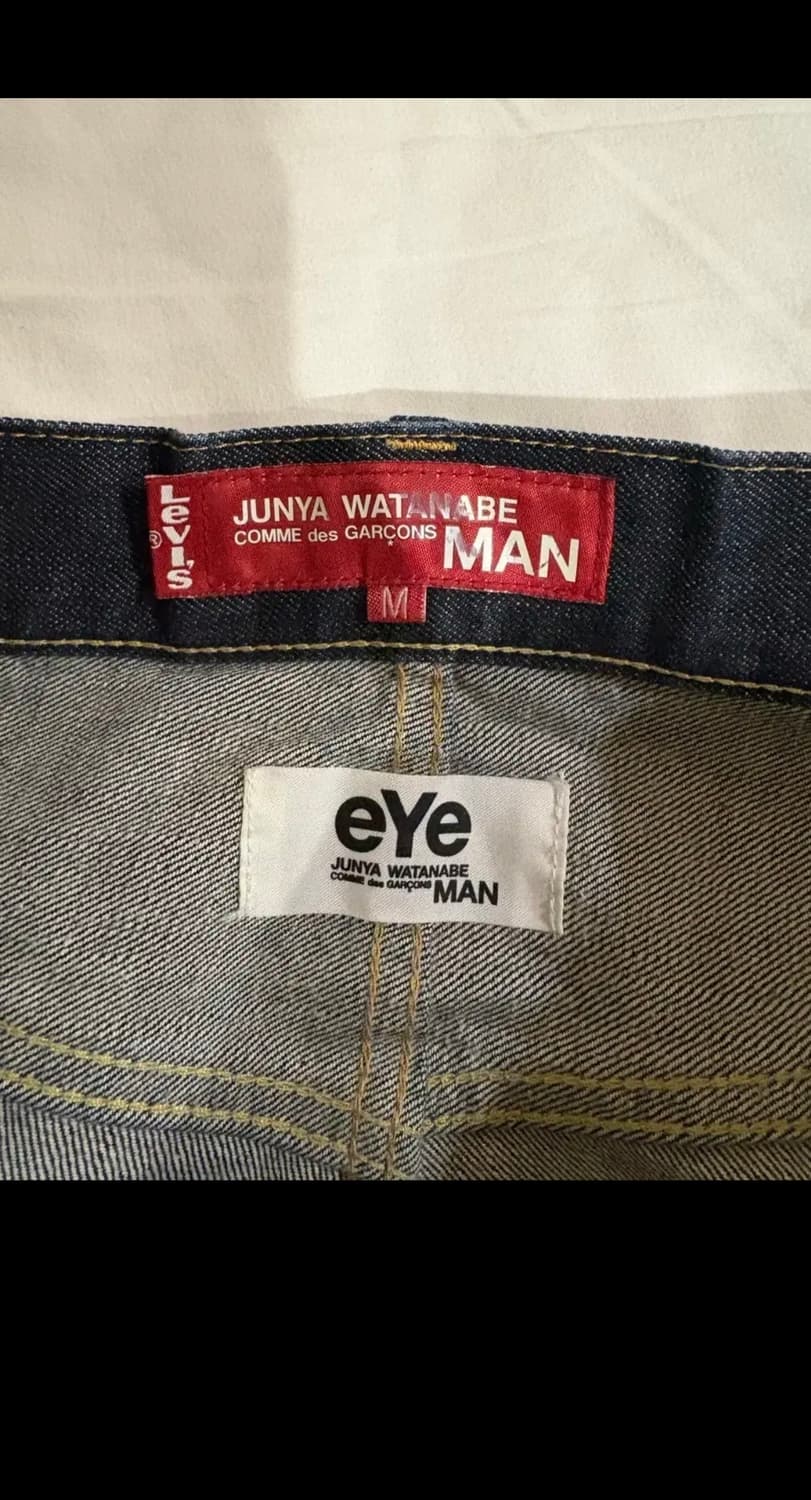 Levi's
®
JUNYA WATANABE
COMME des GARÇONS MAN
*
M
eYe
JUNYA WATANABE
COMME des GARÇONS MAN